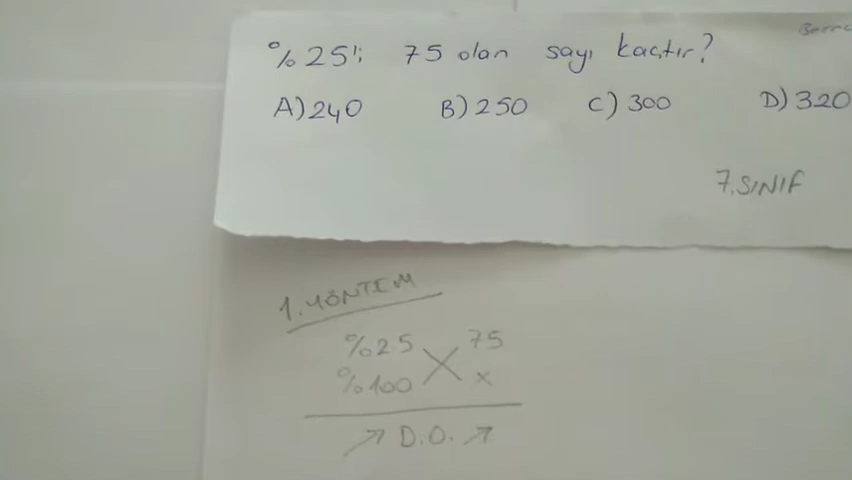 %25'i 75 olan sayı kaçtır?
A) 240 B) 250 C) 300 D) 320
7. SINIF
1. YÖNTEM
%25 75
%100 x
↗ D.O. ↗